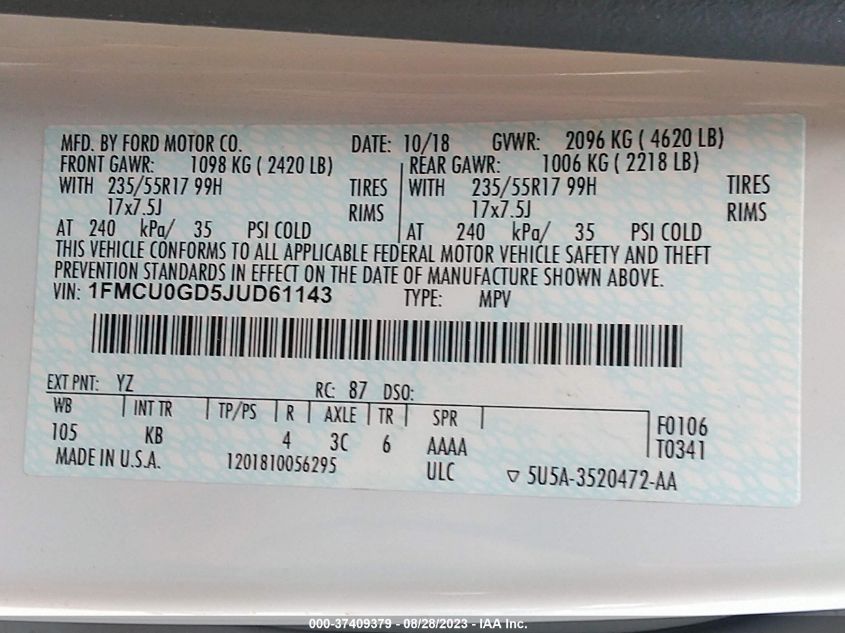 MFD. BY FORD MOTOR CO. DATE: 10/18 GVWR: 2096 KG ( 4620 LB)
FRONT GAWR: 1098 KG ( 2420 LB) REAR GAWR: 1006 KG ( 2218 LB)
WITH 235/55R17 99H TIRES WITH 235/55R17 99H TIRES
17x7.5J RIMS 17x7.5J RIMS
AT 240 kPa/ 35 PSI COLD AT 240 kPa/ 35 PSI COLD
THIS VEHICLE CONFORMS TO ALL APPLICABLE FEDERAL MOTOR VEHICLE SAFETY AND THEFT
PREVENTION STANDARDS IN EFFECT ON THE DATE OF MANUFACTURE SHOWN ABOVE.
VIN: 1FMCU0GD5JUD61143 TYPE: MPV
EXT PNT: YZ RC: 87 DSO:
WB INT TR TP/PS R AXLE TR SPR F0106
105 KB 4 3C 6 AAAA T0341
MADE IN U.S.A. 1201810056295 ULC ▽ 5U5A-3520472-AA
000-37409379 - 08/28/2023 - IAA Inc.